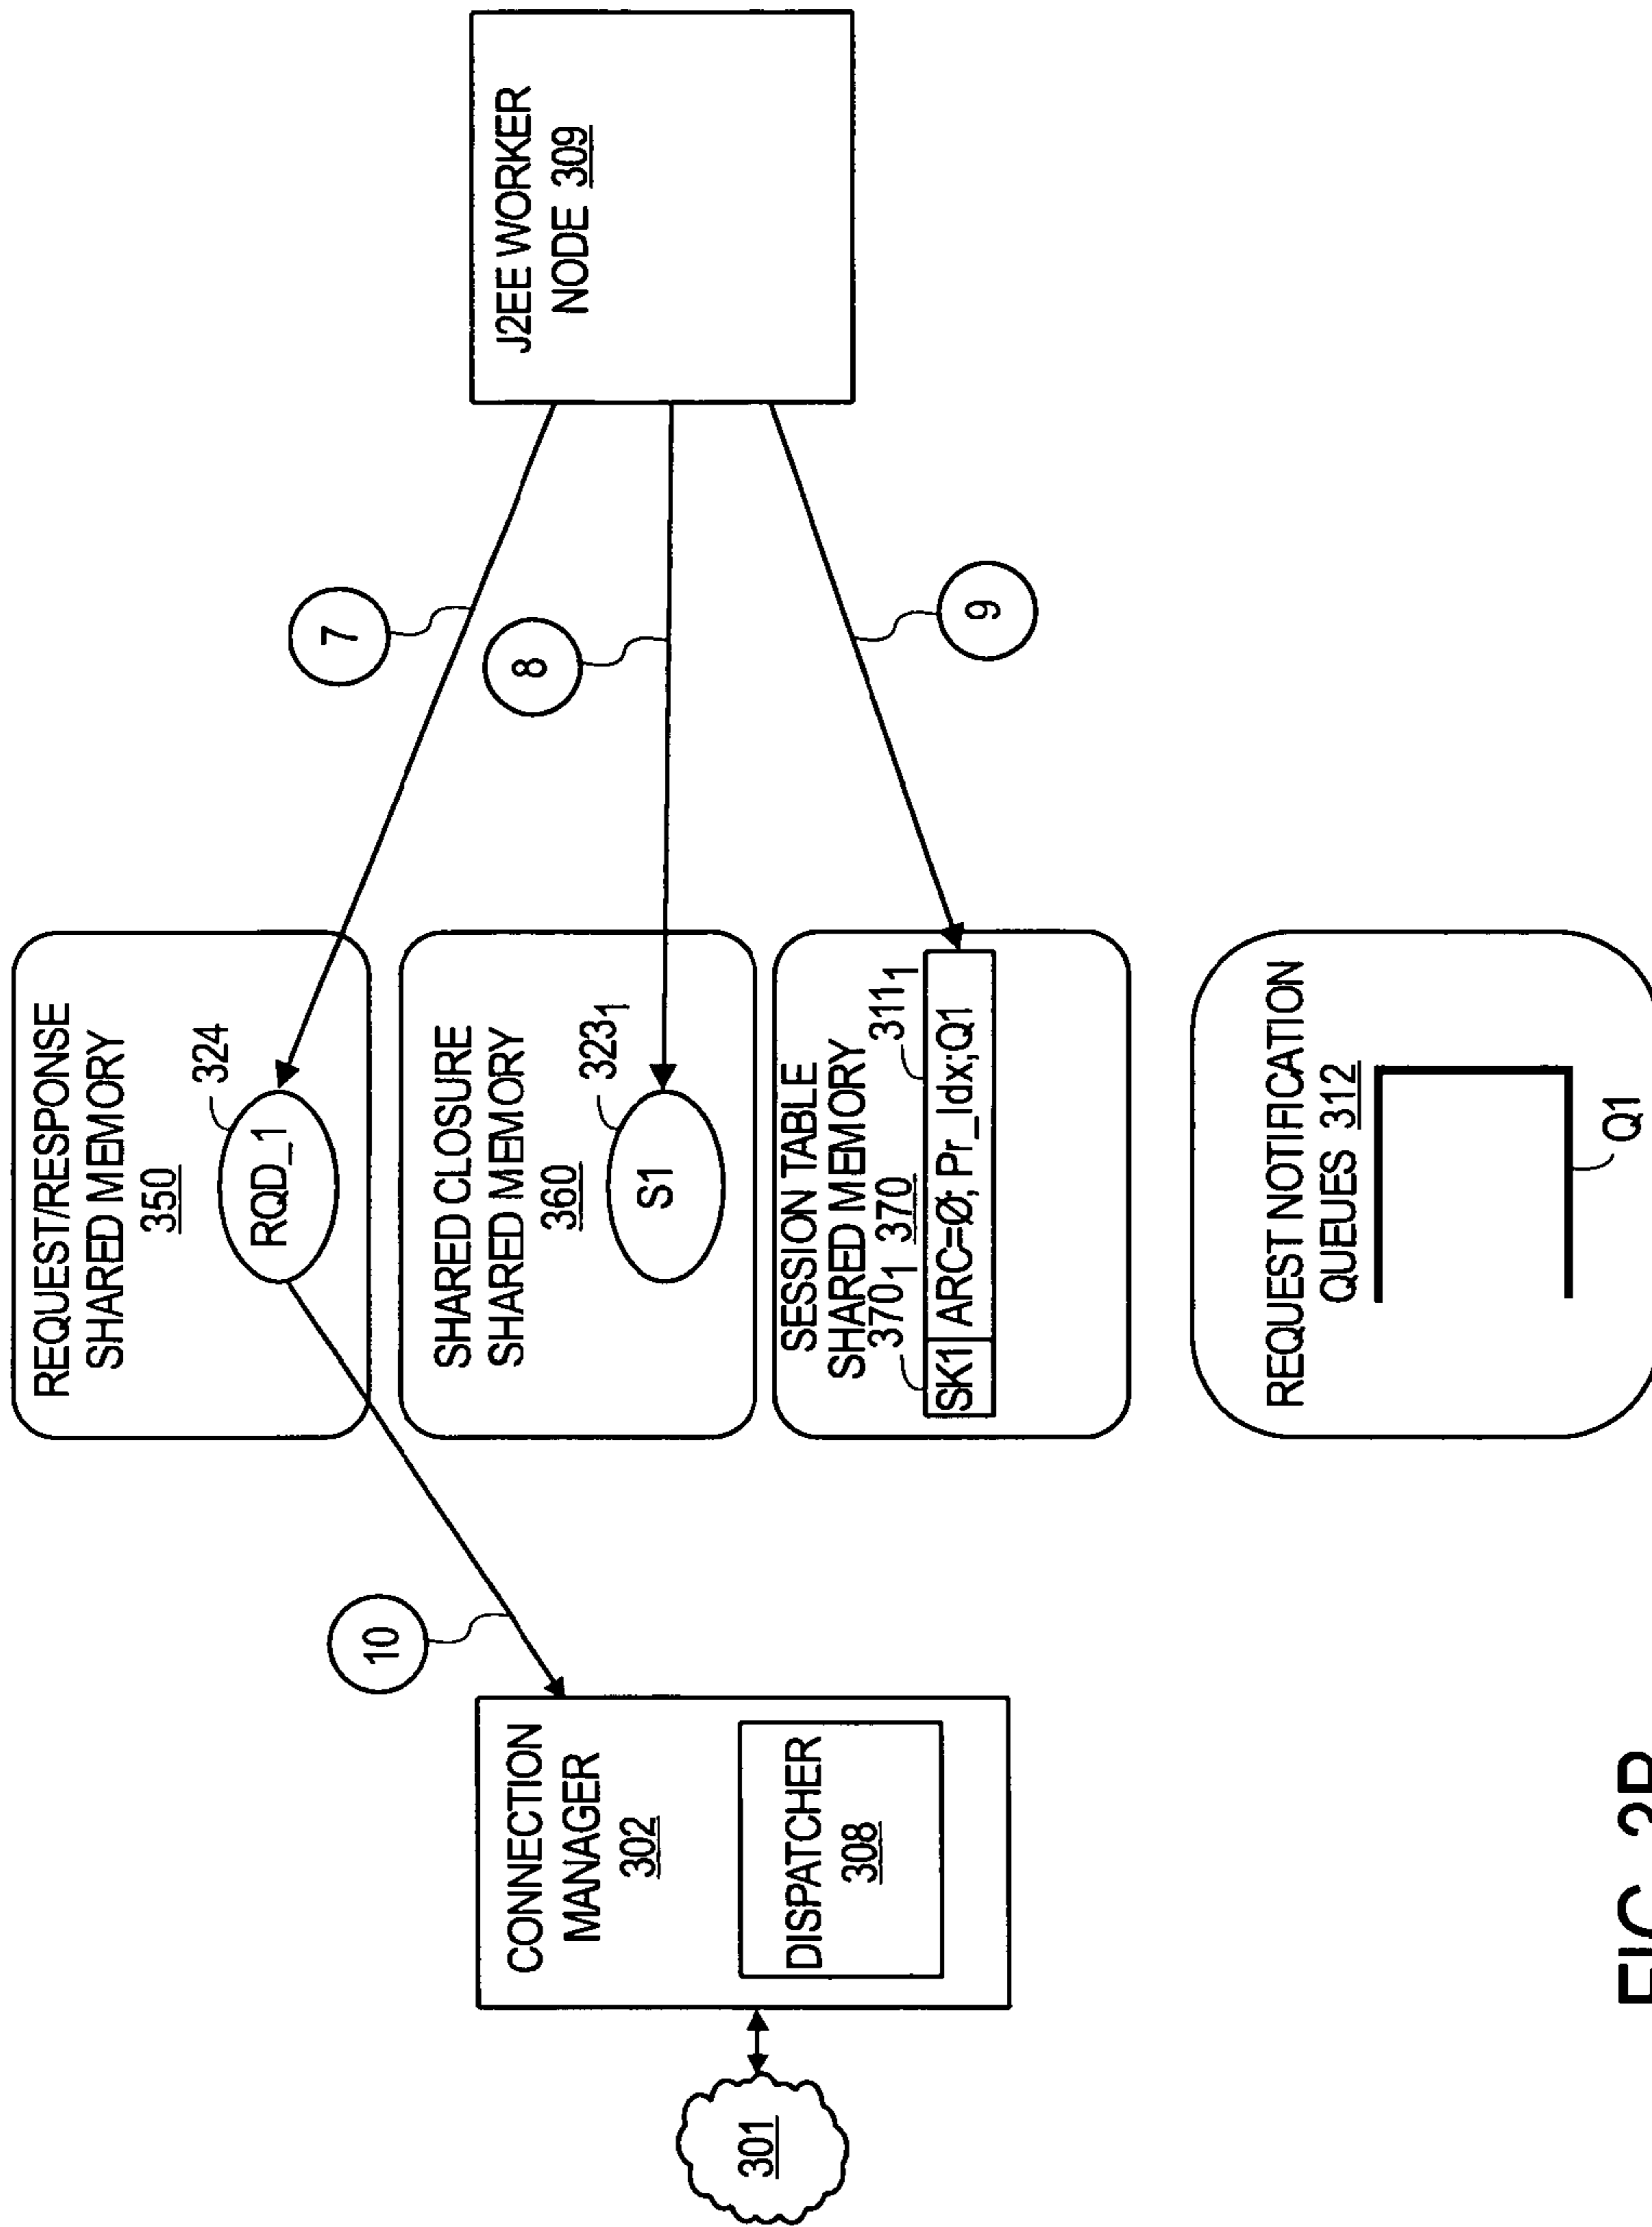 301
CONNECTION
MANAGER
302
DISPATCHER
308
10
REQUEST/RESPONSE
SHARED MEMORY
350
324
RQD_1
SHARED CLOSURE
SHARED MEMORY
360
323₁
S1
SESSION TABLE
SHARED MEMORY
370₁ 370 311₁
SK1 ARC=Ø; Pr_Idx;Q1
REQUEST NOTIFICATION
QUEUES 312
Q1
7
8
9
J2EE WORKER
NODE 309